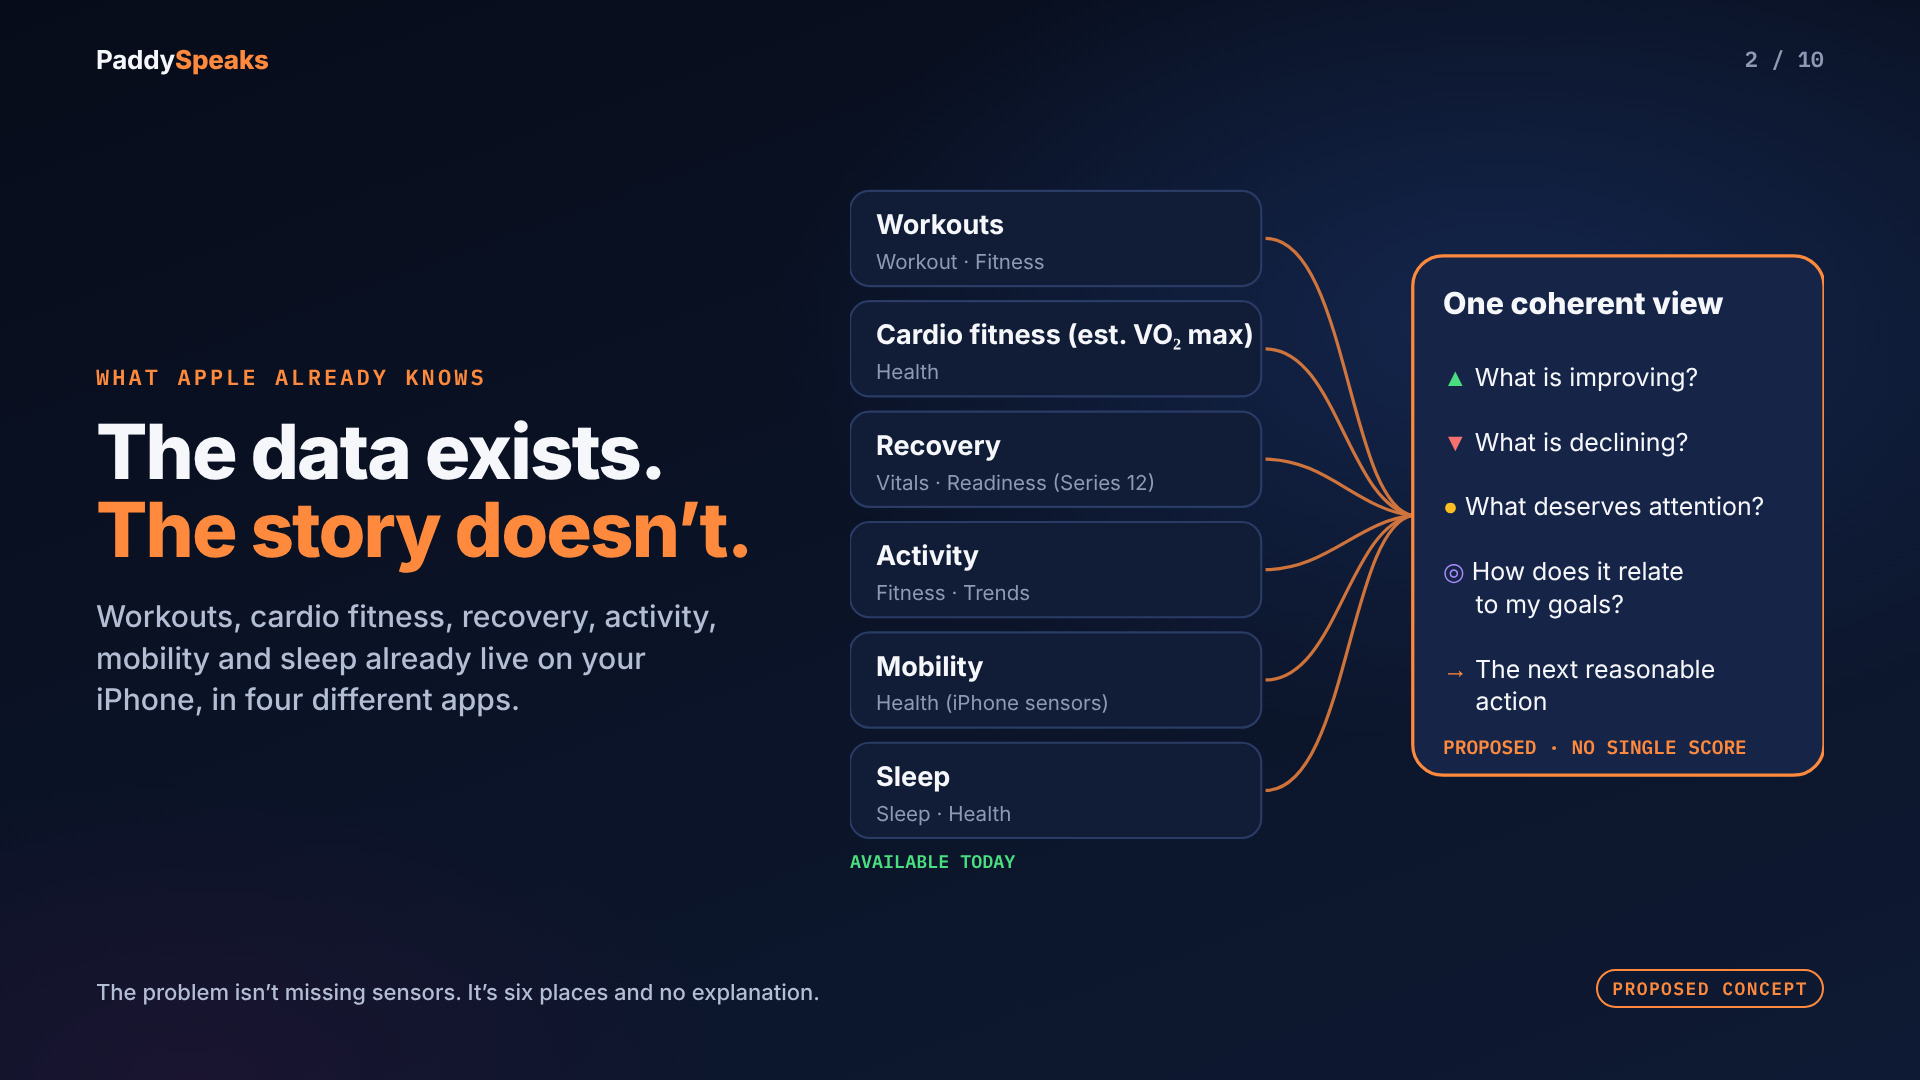 PaddySpeaks
2 / 10
WHAT APPLE ALREADY KNOWS
The data exists.
The story doesn’t.
Workouts, cardio fitness, recovery, activity,
mobility and sleep already live on your
iPhone, in four different apps.
Workouts
Workout · Fitness
Cardio fitness (est. VO₂ max)
Health
Recovery
Vitals · Readiness (Series 12)
Activity
Fitness · Trends
Mobility
Health (iPhone sensors)
Sleep
Sleep · Health
AVAILABLE TODAY
One coherent view
▲ What is improving?
▼ What is declining?
● What deserves attention?
◎ How does it relate
to my goals?
→ The next reasonable
action
PROPOSED · NO SINGLE SCORE
The problem isn’t missing sensors. It’s six places and no explanation.
PROPOSED CONCEPT